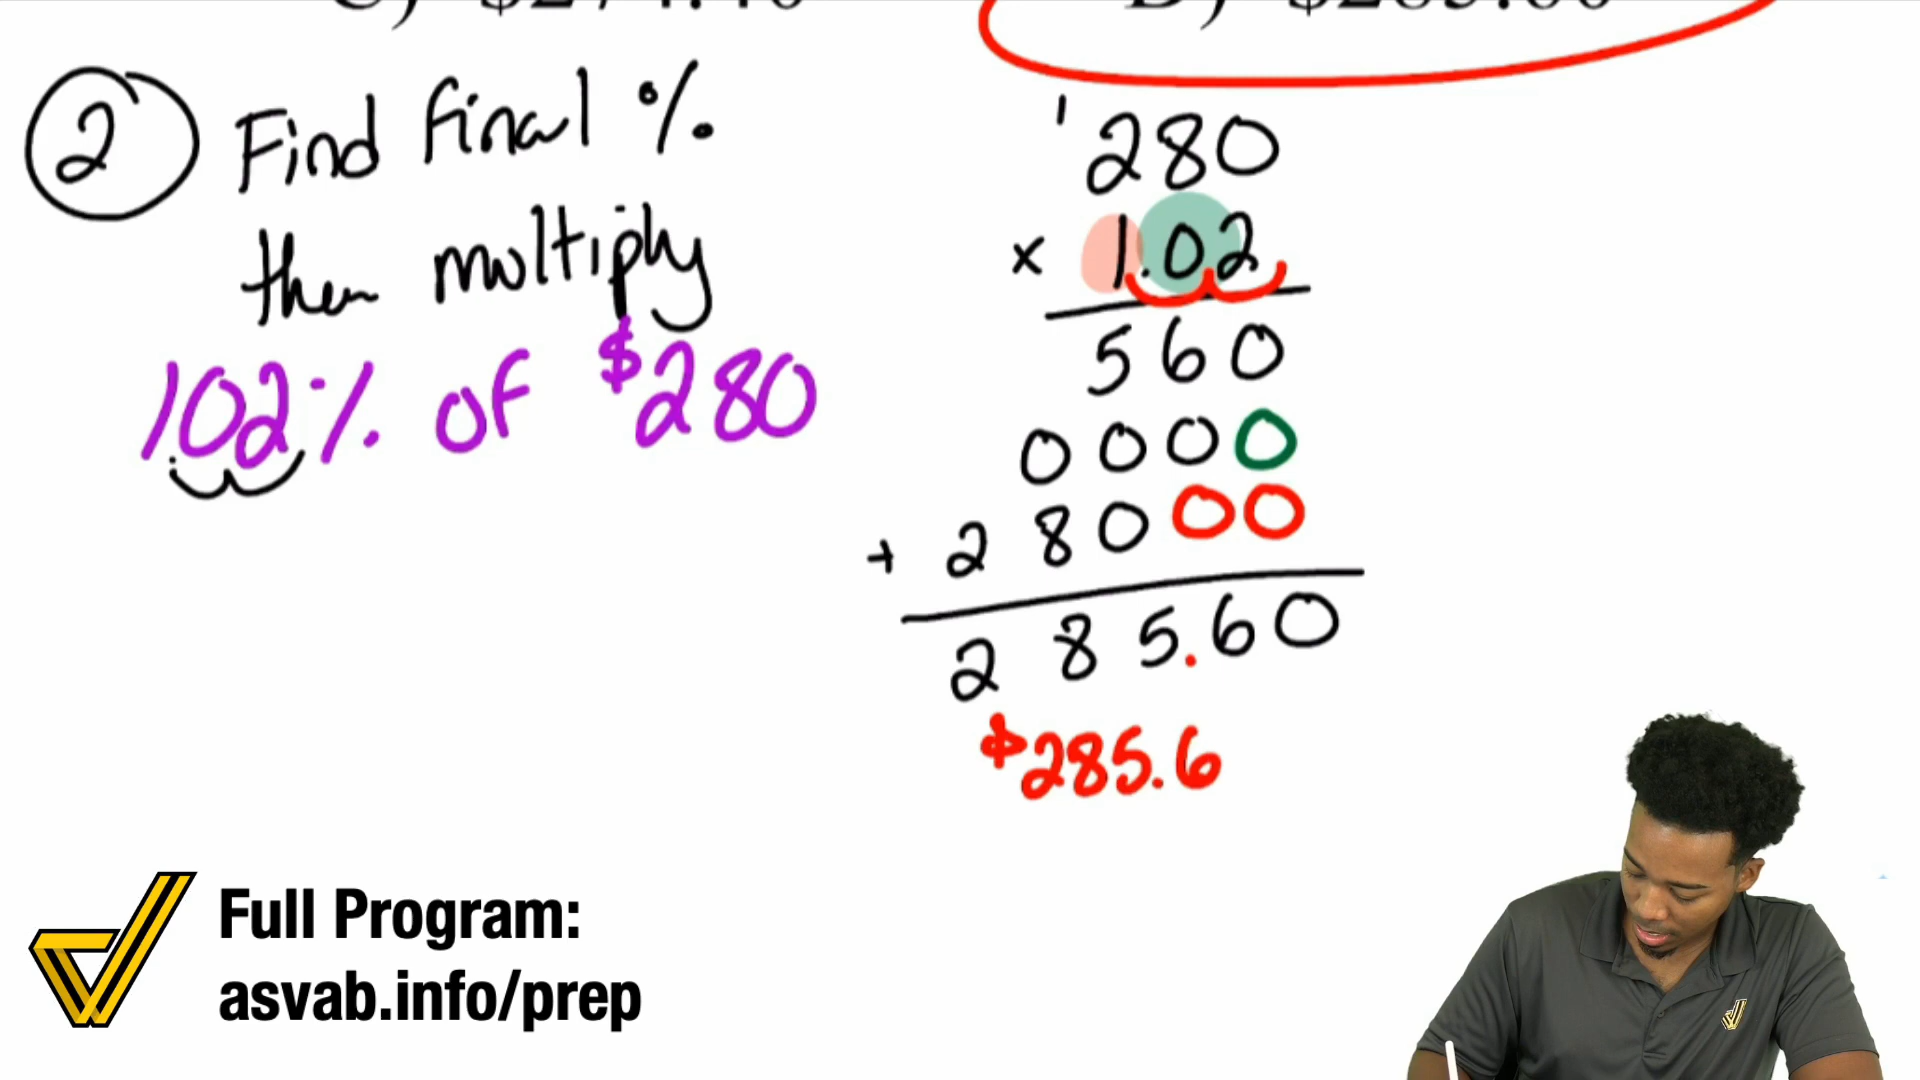 2 Find final %
then multiply
102% of $280
1
280
x 1.02
560
0000
+ 28000
285.60
$285.6
Full Program:
asvab.info/prep